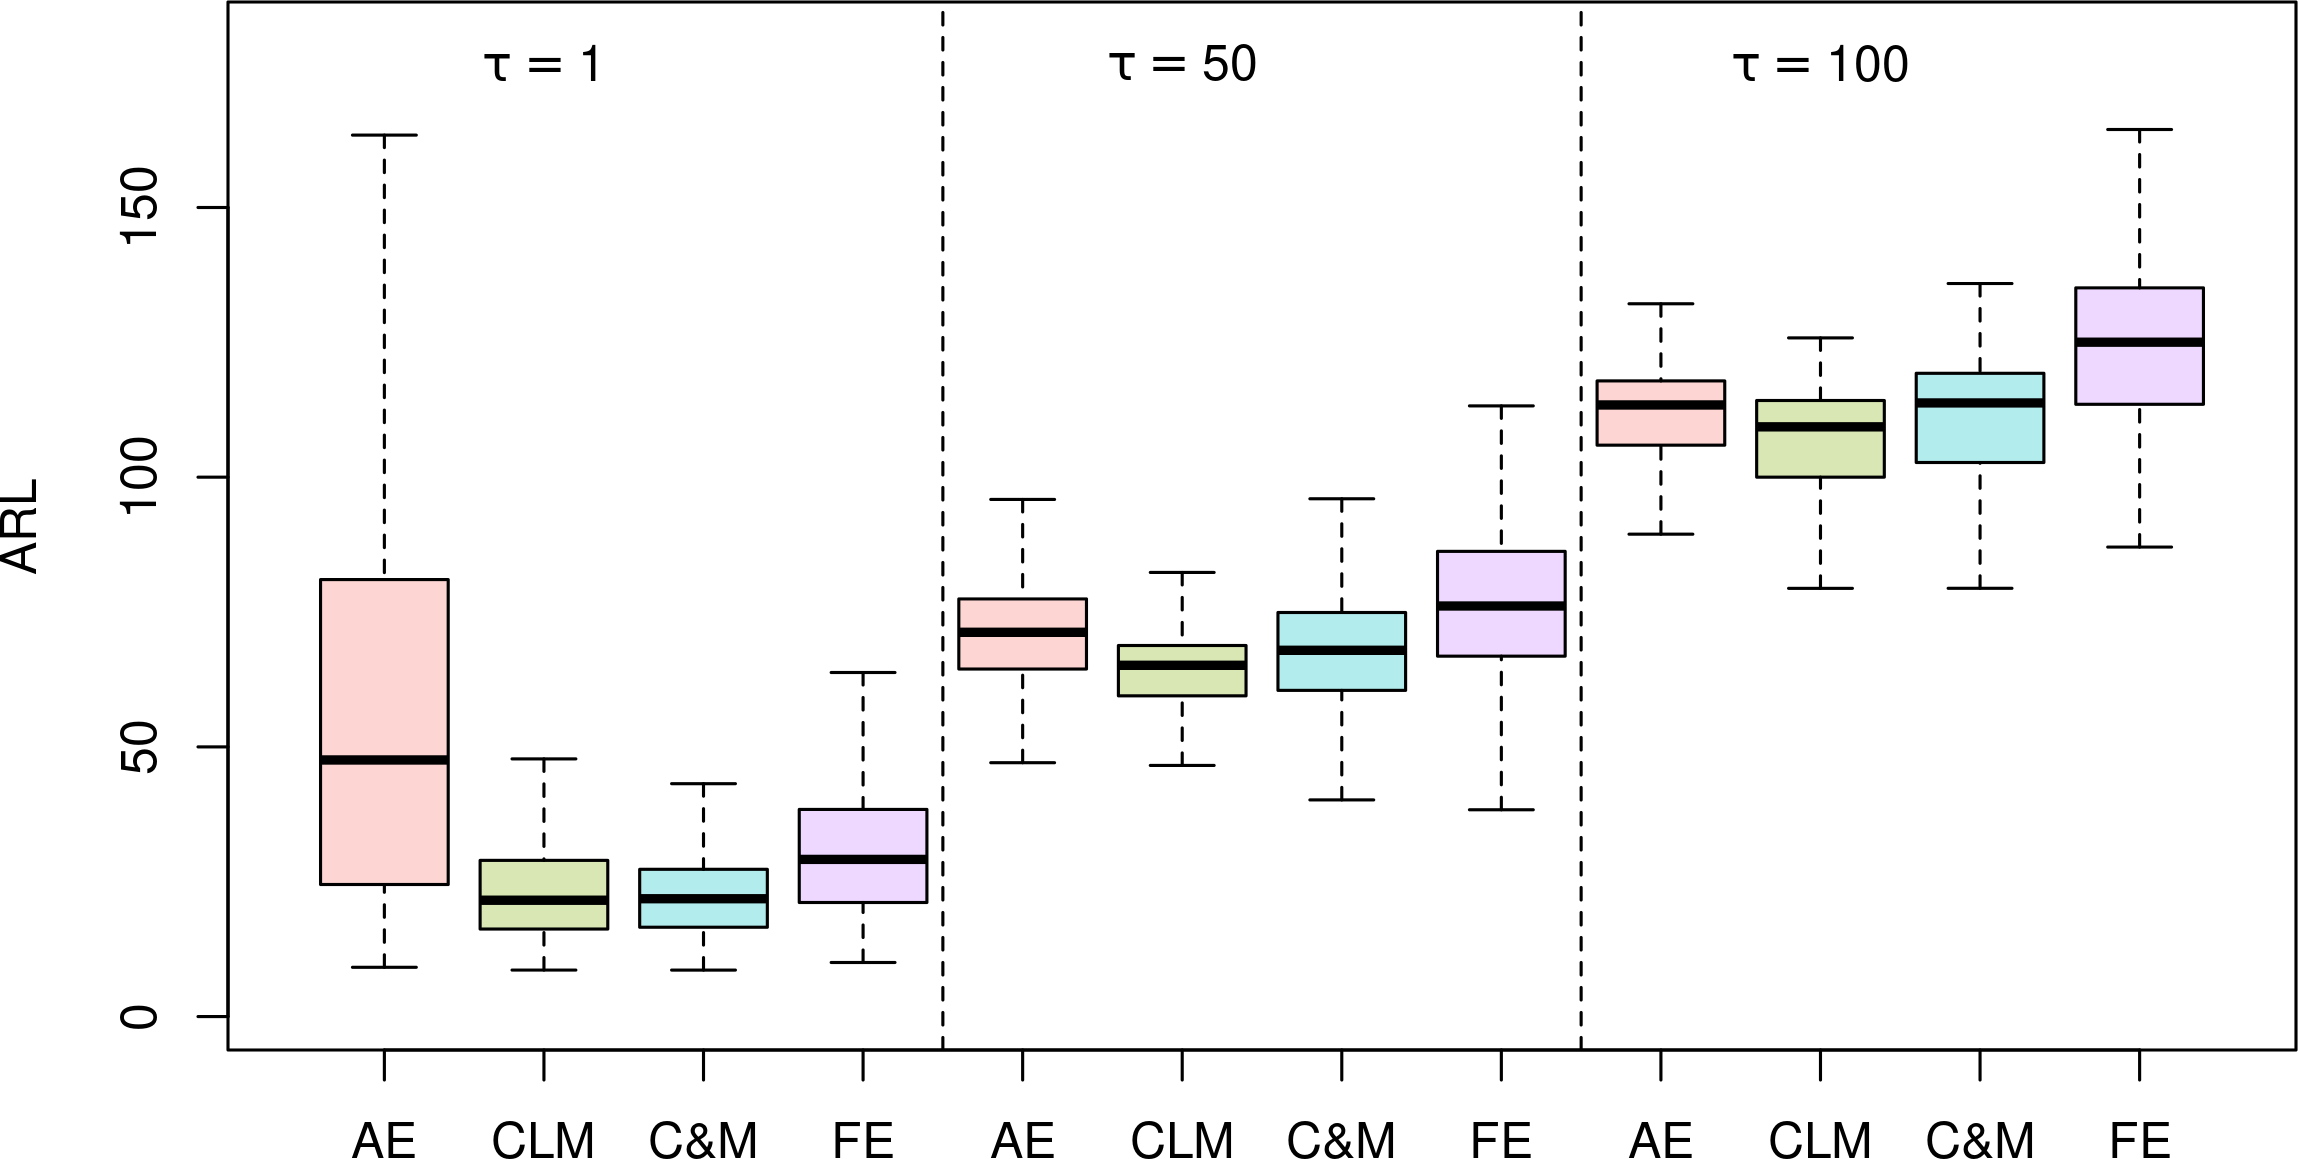 τ = 1
τ = 50
τ = 100
150
100
50
0
ARL
AE CLM C&M FE AE CLM C&M FE AE CLM C&M FE